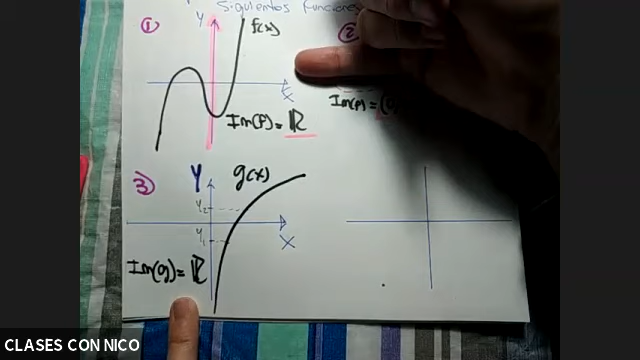 Siguientes funciones
① Y f(x)
②
X
Im(f) = ℝ
Im(p) =
③ Y g(x)
Y₂
Y₁
X
Im(g) = ℝ
CLASES CON NICO